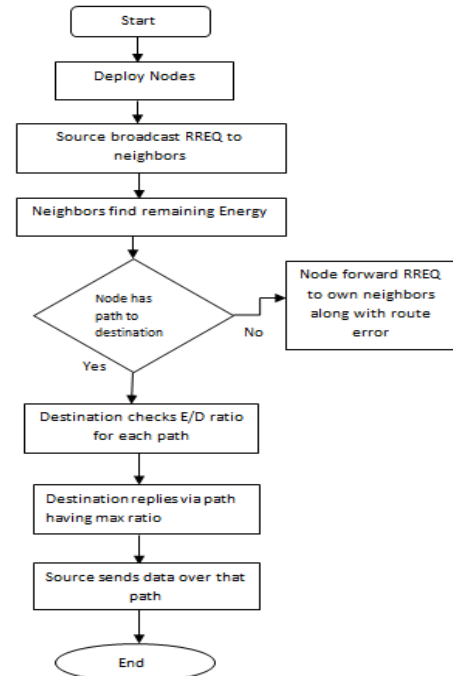 Start
Deploy Nodes
Source broadcast RREQ to
neighbors
Neighbors find remaining Energy
Node has
path to
destination
No
Node forward RREQ
to own neighbors
along with route
error
Yes
Destination checks E/D ratio
for each path
Destination replies via path
having max ratio
Source sends data over that
path
End